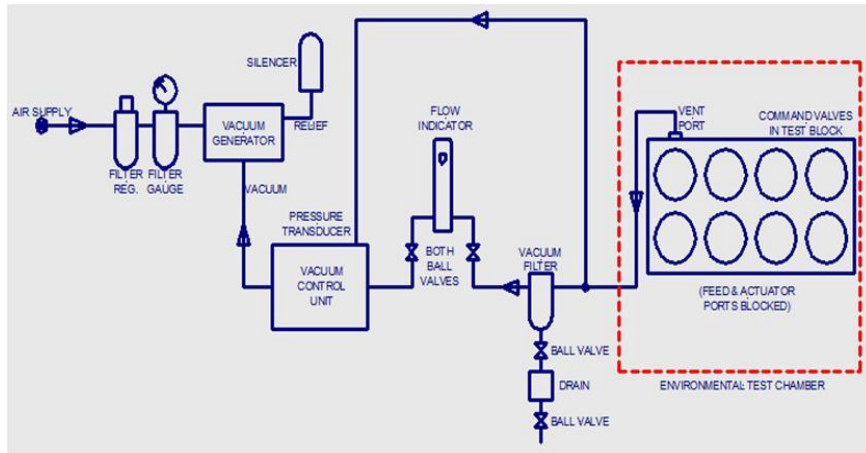 SILENCER
AIR SUPPLY
VACUUM
GENERATOR
RELIEF
FILTER
REG.
FILTER
GAUGE
VACUUM
FLOW
INDICATOR
PRESSURE
TRANSDUCER
VACUUM
CONTROL
UNIT
BOTH
BALL
VALVES
VACUUM
FILTER
BALL VALVE
DRAIN
BALL VALVE
VENT
PORT
COMMAND VALVES
IN TEST BLOCK
(FEED & ACTUATOR
PORTS BLOCKED)
ENVIRONMENTAL TEST CHAMBER